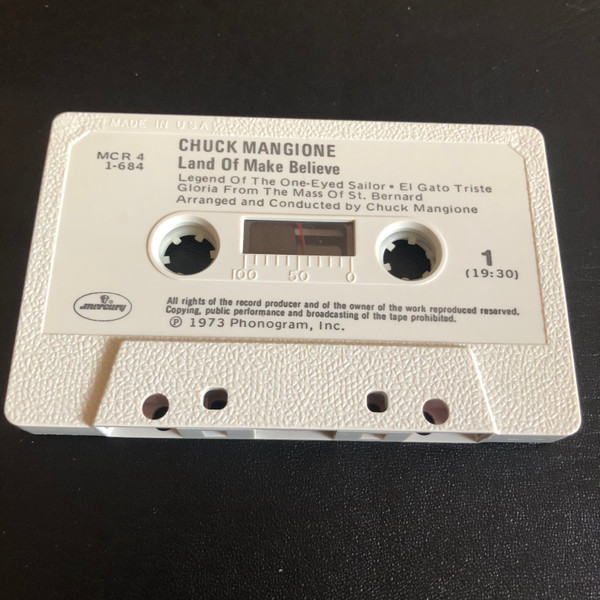 MADE IN U.S.A.
MCR 4
1-684
CHUCK MANGIONE
Land Of Make Believe
Legend Of The One-Eyed Sailor • El Gato Triste
Gloria From The Mass Of St. Bernard
Arranged and Conducted by Chuck Mangione
100 50 0
1
(19:30)
mercury
All rights of the record producer and of the owner of the work reproduced reserved.
Copying, public performance and broadcasting of the tape prohibited.
℗ 1973 Phonogram, Inc.